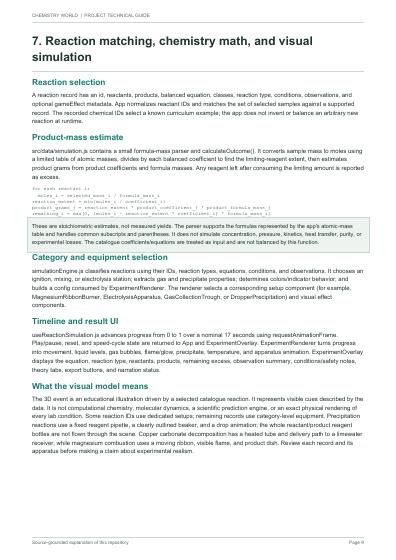 CHEMISTRY WORLD | PROJECT TECHNICAL GUIDE
7. Reaction matching, chemistry math, and visual
simulation
Reaction selection
A reaction record has an id, reactants, products, balanced equation, classes, reaction type, conditions, observations, and
optional gameEffect metadata. App normalizes reactant IDs and matches the set of selected samples against a supported
record. The recorded chemical IDs select a known curriculum example; the app does not invent or balance an arbitrary new
reaction at runtime.
Product-mass estimate
src/data/simulation.js contains a small formula-mass parser and calculateOutcome(). It converts sample mass to moles using
a limited table of atomic masses, divides by each balanced coefficient to find the limiting-reagent extent, then estimates
product grams from product coefficients and formula masses. Any reagent left after consuming the limiting amount is reported
as excess.
for each reactant i:
moles_i = selected_mass_i / formula_mass_i
reaction_extent = min(moles_i / coefficient_i)
product_grams_j = reaction_extent * product_coefficient_j * product_formula_mass_j
remaining_i = max(0, (moles_i - reaction_extent * coefficient_i) * formula_mass_i)
These are stoichiometric estimates, not measured yields. The parser supports the formulas represented by the app's atomic-mass
table and handles common subscripts and parentheses. It does not simulate concentration, pressure, kinetics, heat transfer, purity, or
experimental losses. The catalogue coefficients/equations are treated as input and are not balanced by this function.
Category and equipment selection
simulationEngine.js classifies reactions using their IDs, reaction types, equations, conditions, and observations. It chooses an
ignition, mixing, or electrolysis station; extracts gas and precipitate properties; determines color/indicator behavior; and
builds a config consumed by ExperimentRenderer. The renderer selects a corresponding setup component (for example,
MagnesiumRibbonBurner, ElectrolysisApparatus, GasCollectionTrough, or DropperPrecipitation) and visual effect
components.
Timeline and result UI
useReactionSimulation.js advances progress from 0 to 1 over a nominal 17 seconds using requestAnimationFrame.
Play/pause, reset, and speed-cycle state are returned to App and ExperimentOverlay. ExperimentRenderer turns progress
into movement, liquid levels, gas bubbles, flame/glow, precipitate, temperature, and apparatus animation. ExperimentOverlay
displays the equation, reaction type, reactants, products, remaining excess, observation summary, conditions/safety notes,
theory tabs, export buttons, and narration status.
What the visual model means
The 3D event is an educational illustration driven by a selected catalogue reaction. It represents visible cues described by the
data. It is not computational chemistry, molecular dynamics, a scientific prediction engine, or an exact physical rendering of
every lab condition. Some reaction IDs use dedicated setups; remaining records use category-level equipment. Precipitation
reactions use a fixed reagent pipette, a clearly outlined beaker, and a drop animation; the whole reactant/product reagent
bottles are not flown through the scene. Copper carbonate decomposition has a heated tube and delivery path to a limewater
receiver, while magnesium combustion uses a moving ribbon, visible flame, and product dish. Review each record and its
apparatus before making a claim about experimental realism.
Source-grounded explanation of this repository